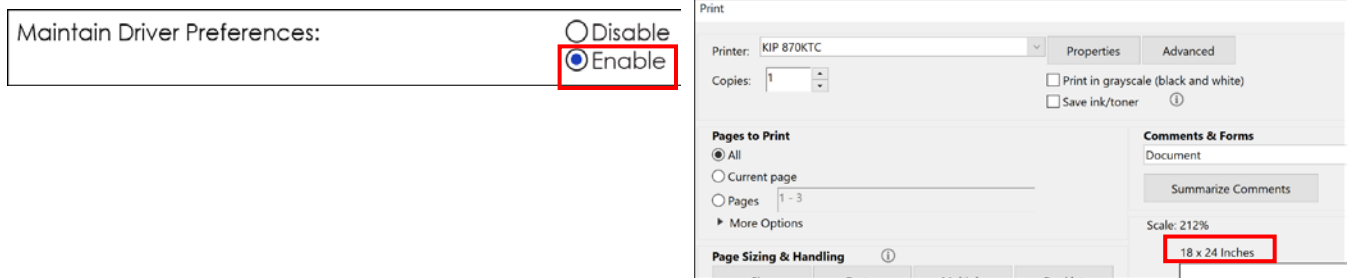 Maintain Driver Preferences:
Disable
Enable
Print
Printer: KIP 870KTC Properties Advanced
Copies: 1 Print in grayscale (black and white)
Save ink/toner
Pages to Print
All
Current page
Pages 1 - 3
More Options
Page Sizing & Handling
Comments & Forms
Document
Summarize Comments
Scale: 212%
18 x 24 Inches